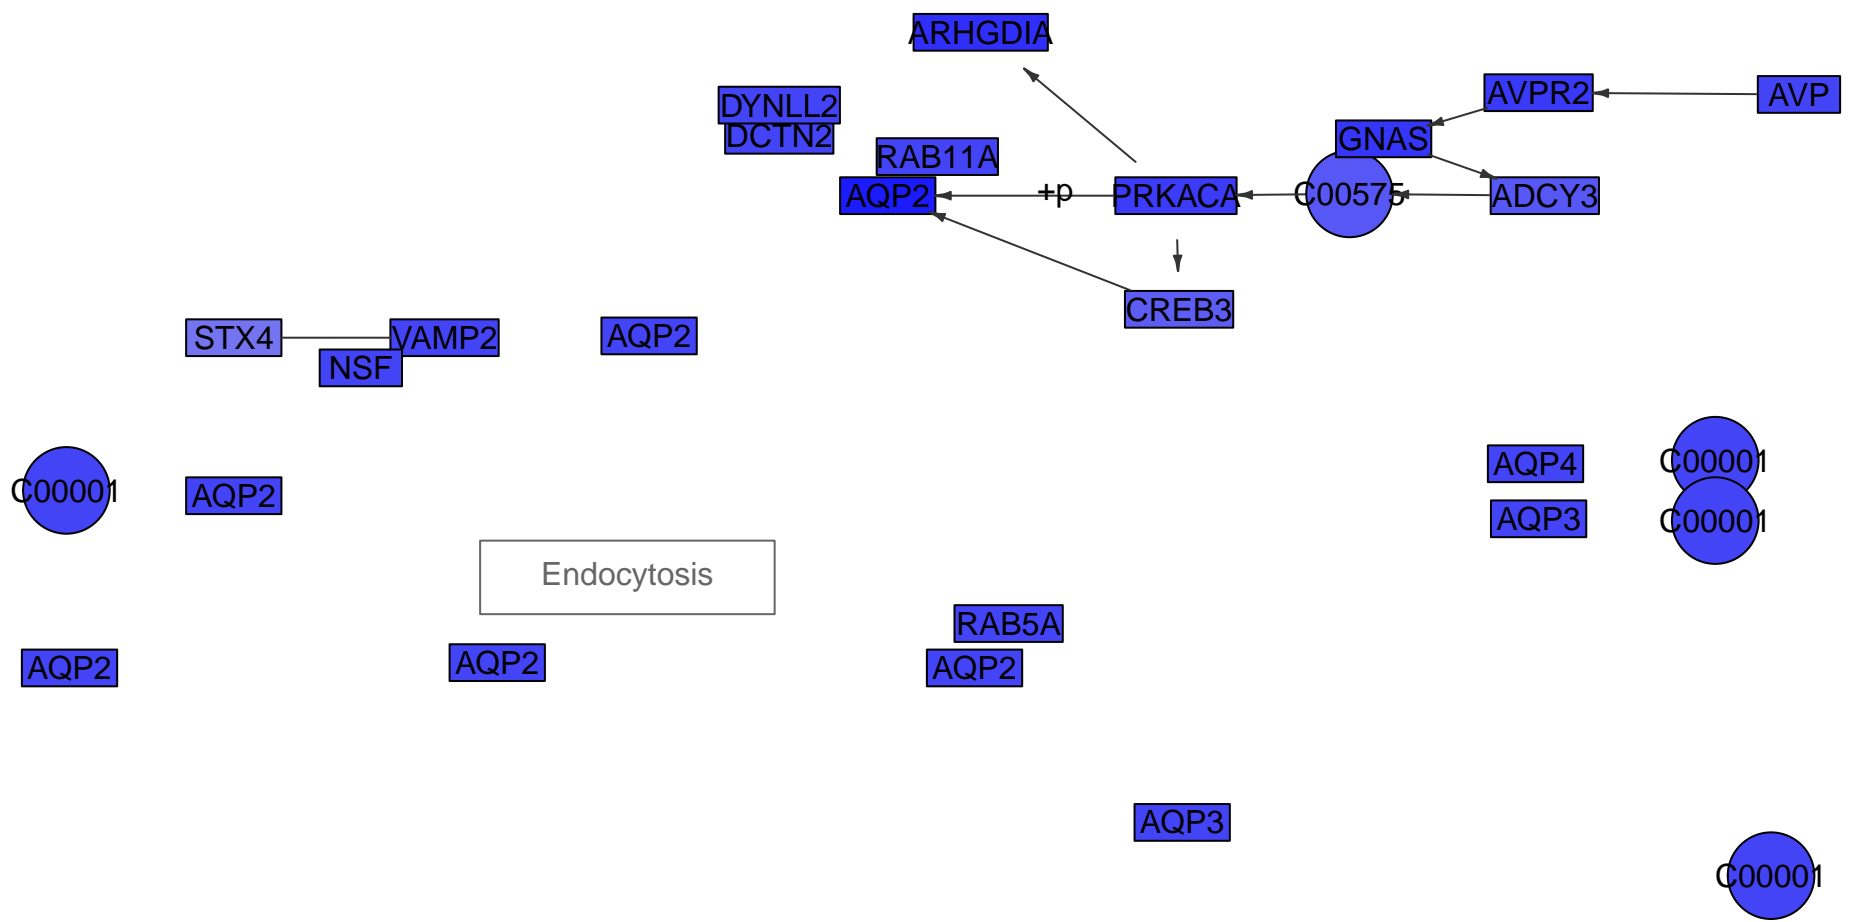 ARHGDIA
DYNLL2
AVPR2
AVP
DCTN2
GNAS
RAB11A
AQP2
+p
PRKACA
C00575
ADCY3
CREB3
STX4
VAMP2
AQP2
NSF
C00001
AQP2
AQP4
C00001
AQP3
C00001
Endocytosis
RAB5A
AQP2
AQP2
AQP2
AQP3
C00001